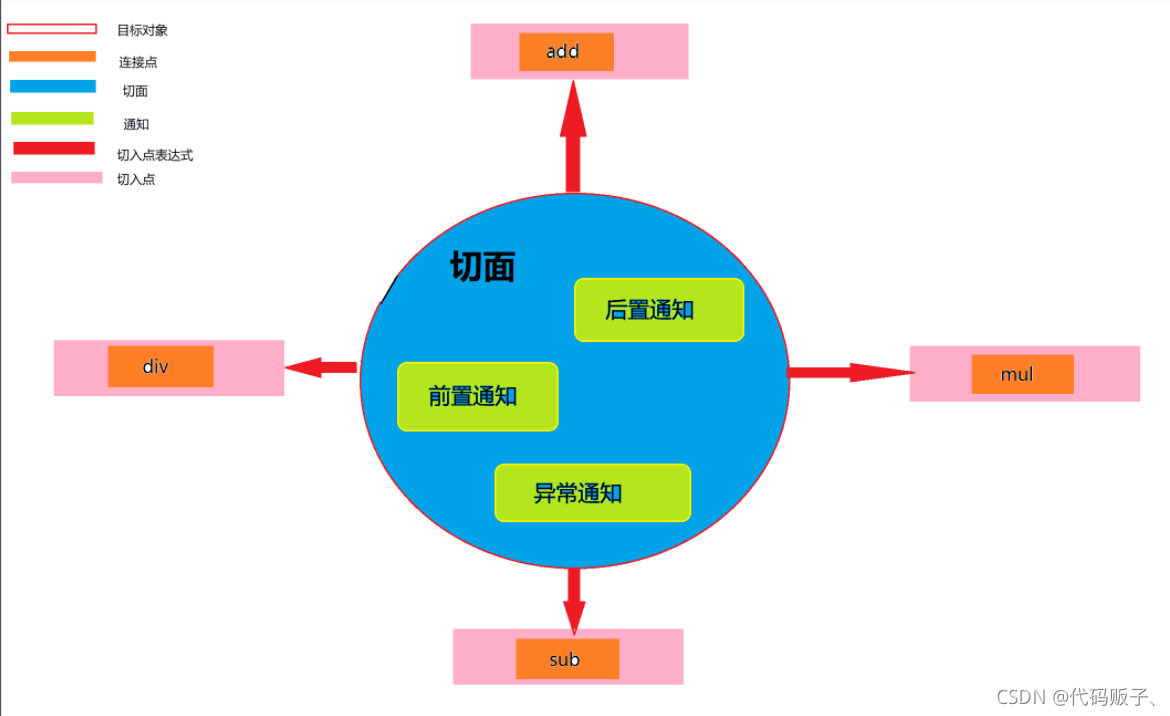 目标对象
连接点
切面
通知
切入点表达式
切入点
add
切面
后置通知
div
mul
前置通知
异常通知
sub
CSDN @代码贩子、